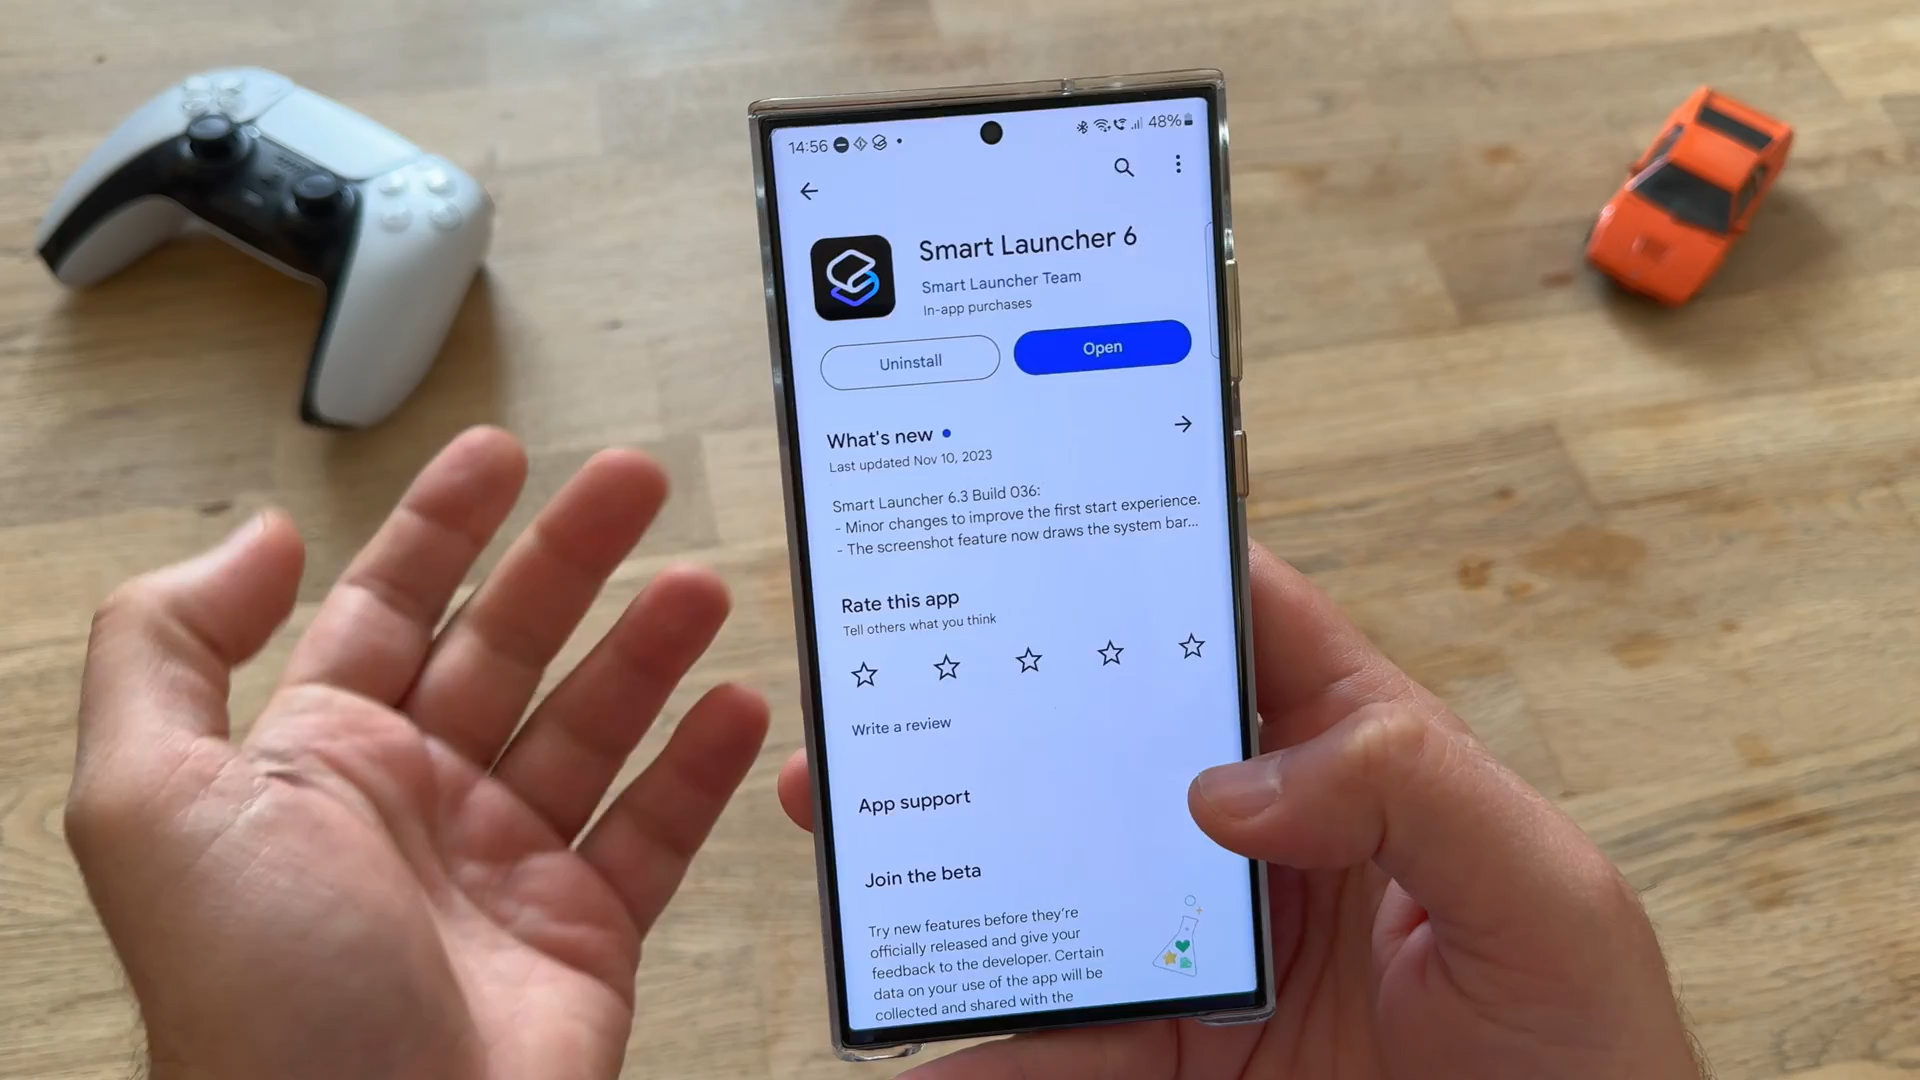 14:56
48%
Smart Launcher 6
Smart Launcher Team
In-app purchases
Uninstall
Open
What's new
Last updated Nov 10, 2023
Smart Launcher 6.3 Build 036:
- Minor changes to improve the first start experience.
- The screenshot feature now draws the system bar...
Rate this app
Tell others what you think
Write a review
App support
Join the beta
Try new features before they're
officially released and give your
feedback to the developer. Certain
data on your use of the app will be
collected and shared with the